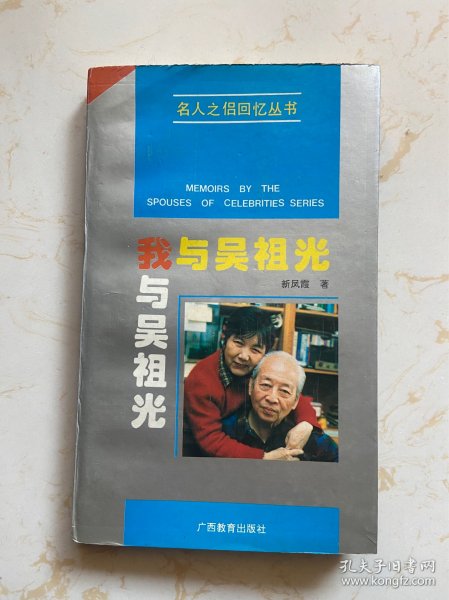 名人之侣回忆丛书
MEMOIRS BY THE
SPOUSES OF CELEBRITIES SERIES
我与吴祖光
新凤霞 著
与吴祖光
广西教育出版社
孔夫子旧书网
www.kongfz.com